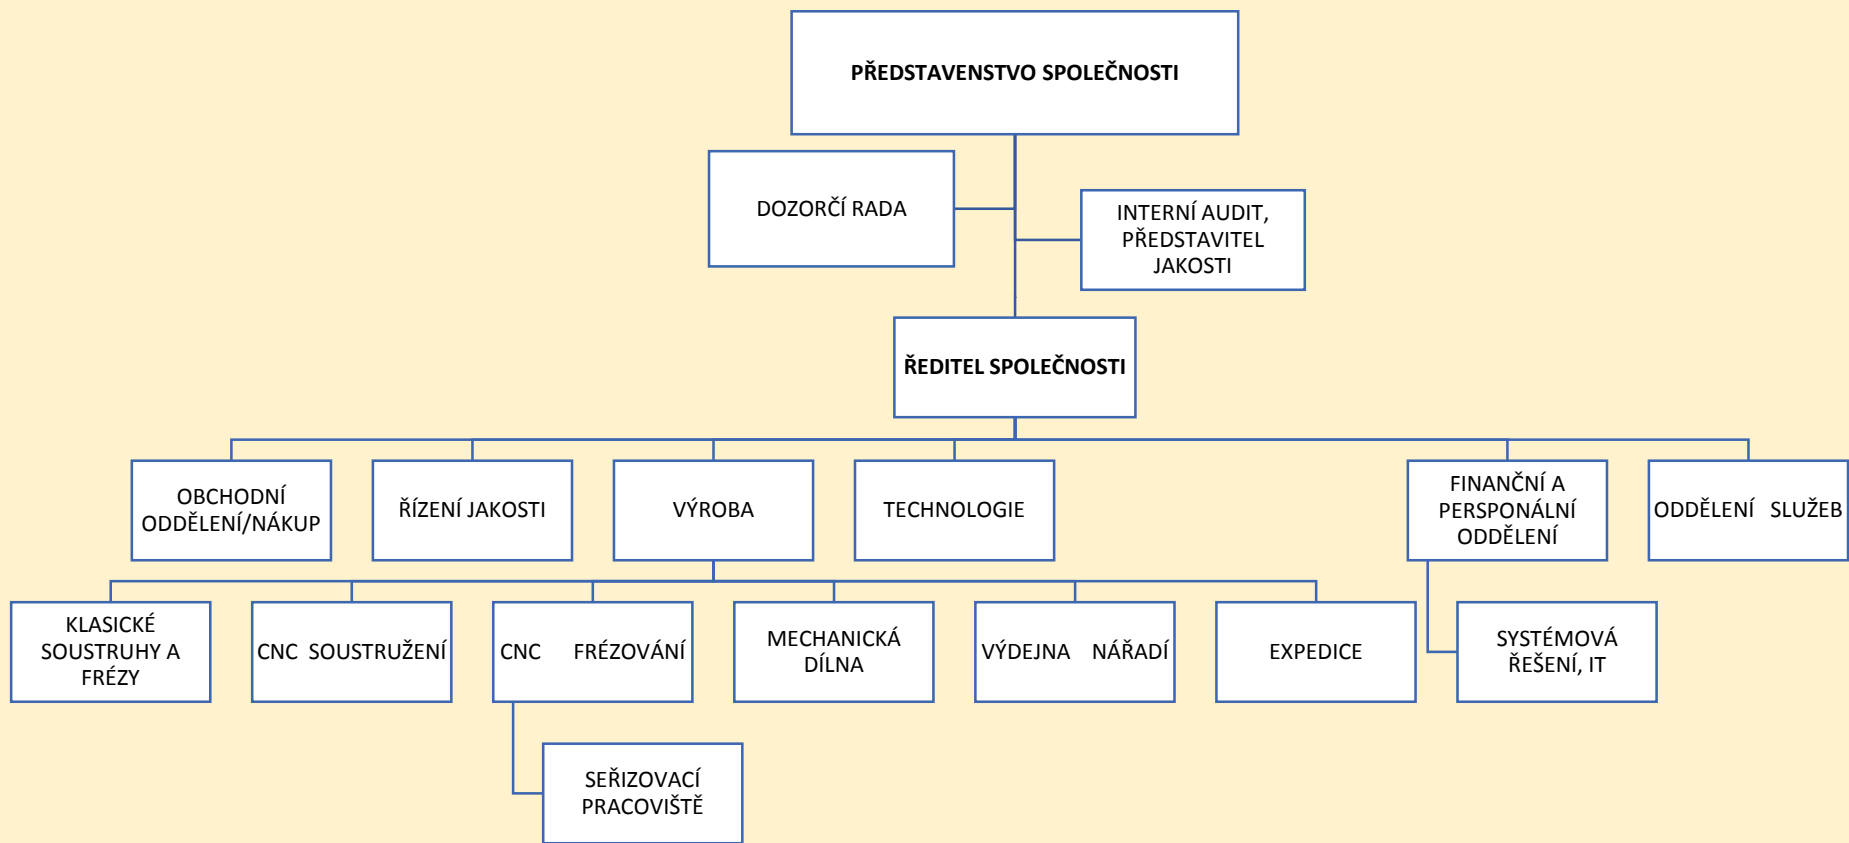 PŘEDSTAVENSTVO SPOLEČNOSTI
DOZORČÍ RADA
INTERNÍ AUDIT,
PŘEDSTAVITEL
JAKOSTI
ŘEDITEL SPOLEČNOSTI
OBCHODNÍ
ODDĚLENÍ/NÁKUP
ŘÍZENÍ JAKOSTI
VÝROBA
TECHNOLOGIE
FINANČNÍ A
PERSPONÁLNÍ
ODDĚLENÍ
ODDĚLENÍ SLUŽEB
KLASICKÉ
SOUSTRUHY A
FRÉZY
CNC SOUSTRUŽENÍ
CNC FRÉZOVÁNÍ
MECHANICKÁ
DÍLNA
VÝDEJNA NÁŘADÍ
EXPEDICE
SYSTÉMOVÁ
ŘEŠENÍ, IT
SEŘIZOVACÍ
PRACOVIŠTĚ